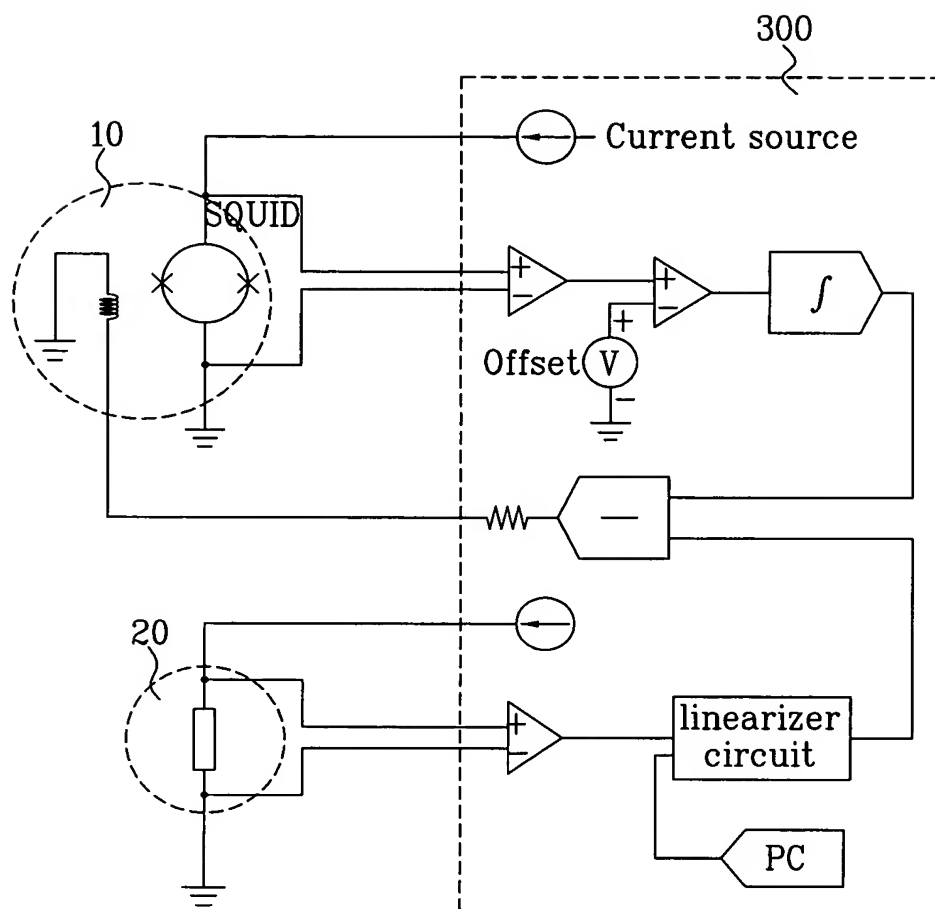 300
10
Current source
SQUID
+
−
+
−
∫
+
Offset V
−
—
20
+
−
linearizer
circuit
PC